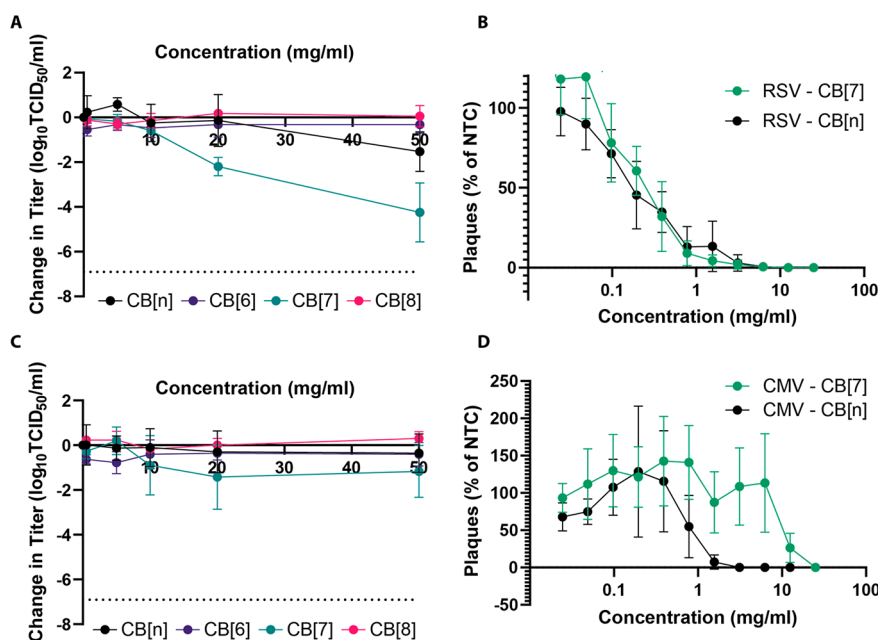 A
Concentration (mg/ml)
Change in Titer (log10TCID50/ml)
2
0
-2
-4
-6
-8
10 20 30 40 50
CB[n] CB[6] CB[7] CB[8]
B
RSV - CB[7]
RSV - CB[n]
Plaques (% of NTC)
100
50
0
0.1 1 10 100
Concentration (mg/ml)
C
Concentration (mg/ml)
Change in Titer (log10TCID50/ml)
2
0
-2
-4
-6
-8
10 20 30 40 50
CB[n] CB[6] CB[7] CB[8]
D
CMV - CB[7]
CMV - CB[n]
Plaques (% of NTC)
250
200
150
100
50
0
-50
0.1 1 10 100
Concentration (mg/ml)